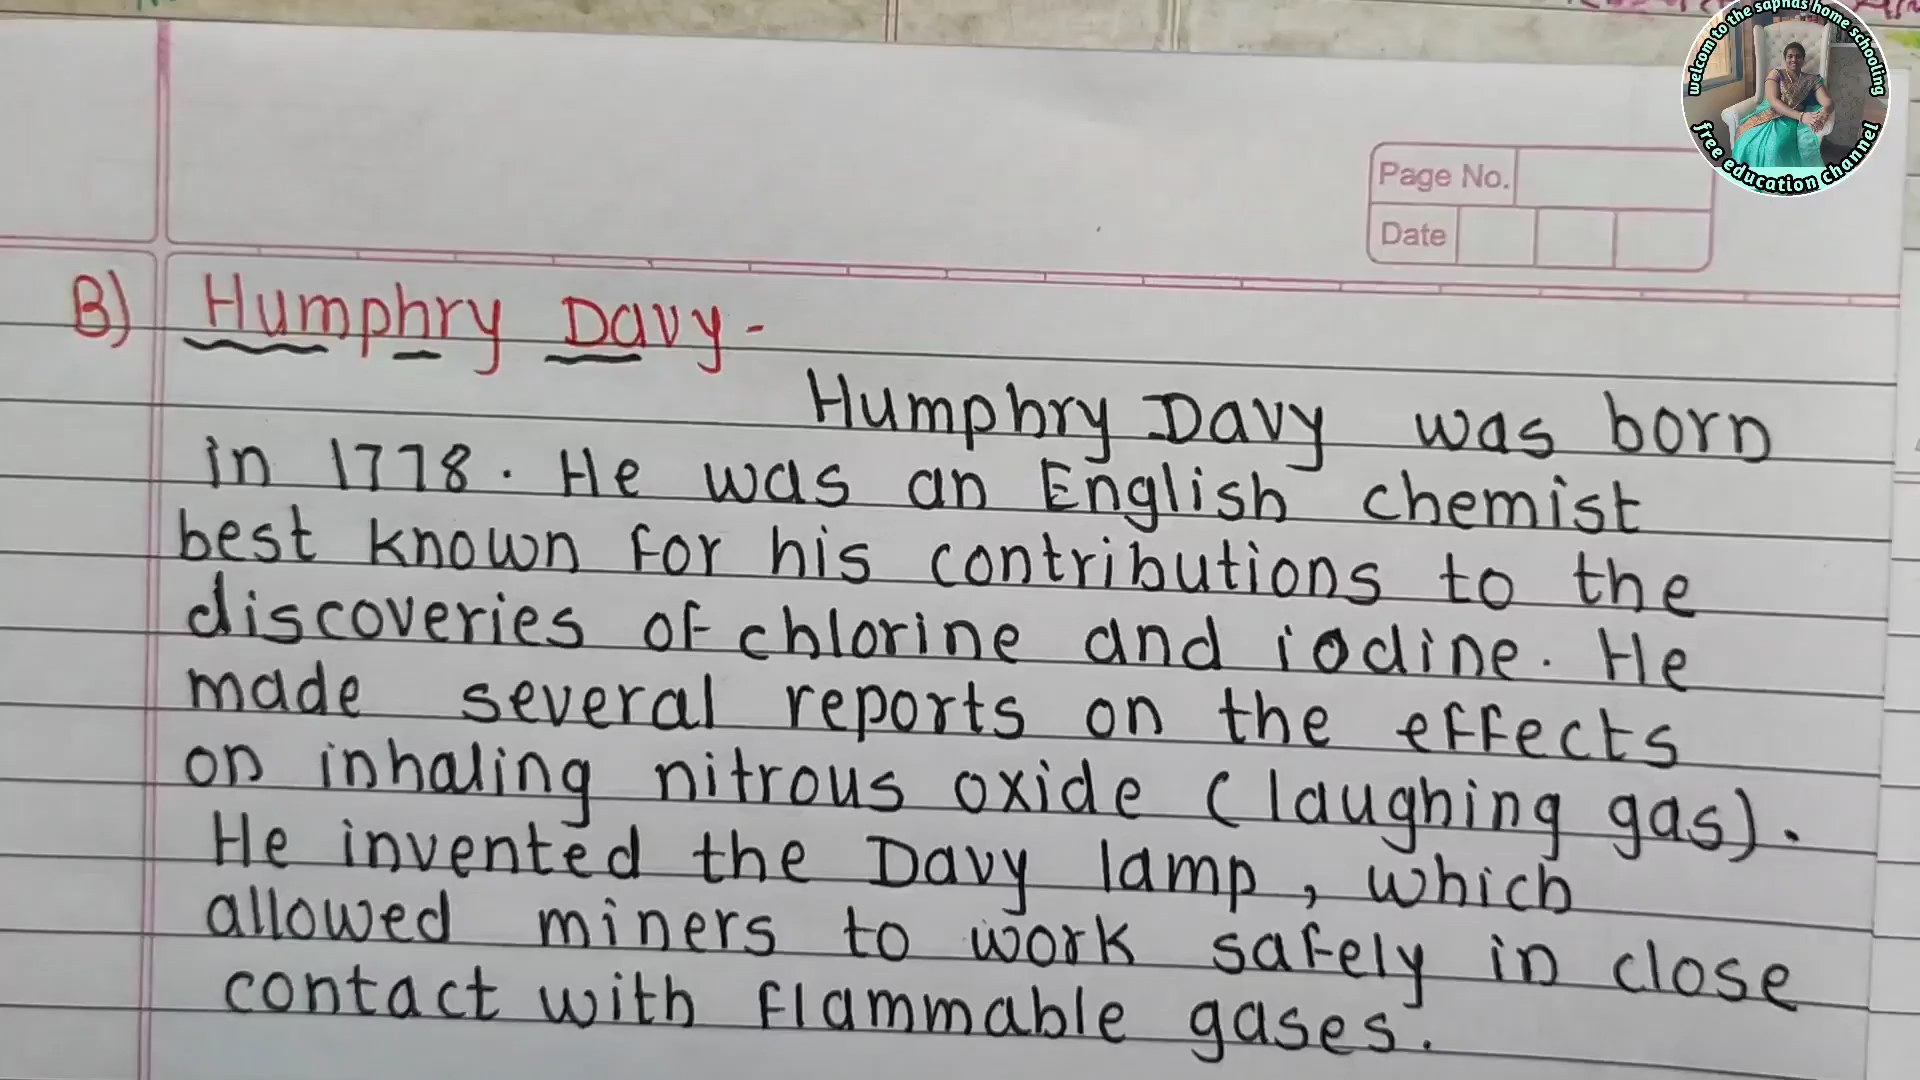 welcom to the sapnas home schooling
free education channel
Page No.
Date
B) Humphry Davy -
Humphry Davy was born
in 1778. He was an English chemist
best known for his contributions to the
discoveries of chlorine and iodine. He
made several reports on the effects
on inhaling nitrous oxide (laughing gas).
He invented the Davy lamp, which
allowed miners to work safely in close
contact with flammable gases.